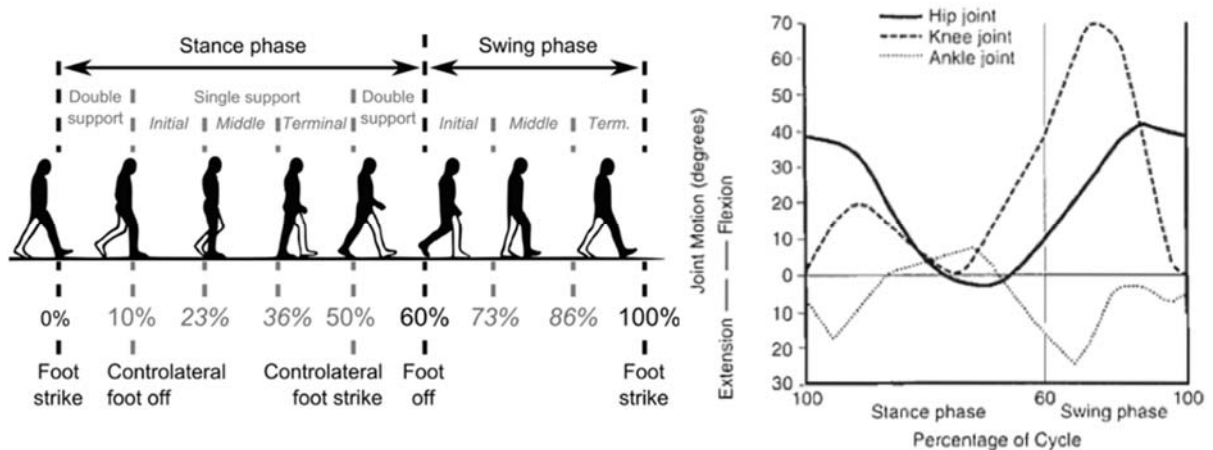 Stance phase
Swing phase
Double support
Single support
Double support
Initial
Middle
Terminal
Initial
Middle
Term.
0%
10%
23%
36%
50%
60%
73%
86%
100%
Foot strike
Controlateral foot off
Controlateral foot strike
Foot off
Foot strike
Hip joint
Knee joint
Ankle joint
Joint Motion (degrees)
Extension
Flexion
70
60
50
40
30
20
10
0
10
20
30
100
60
100
Stance phase
Swing phase
Percentage of Cycle